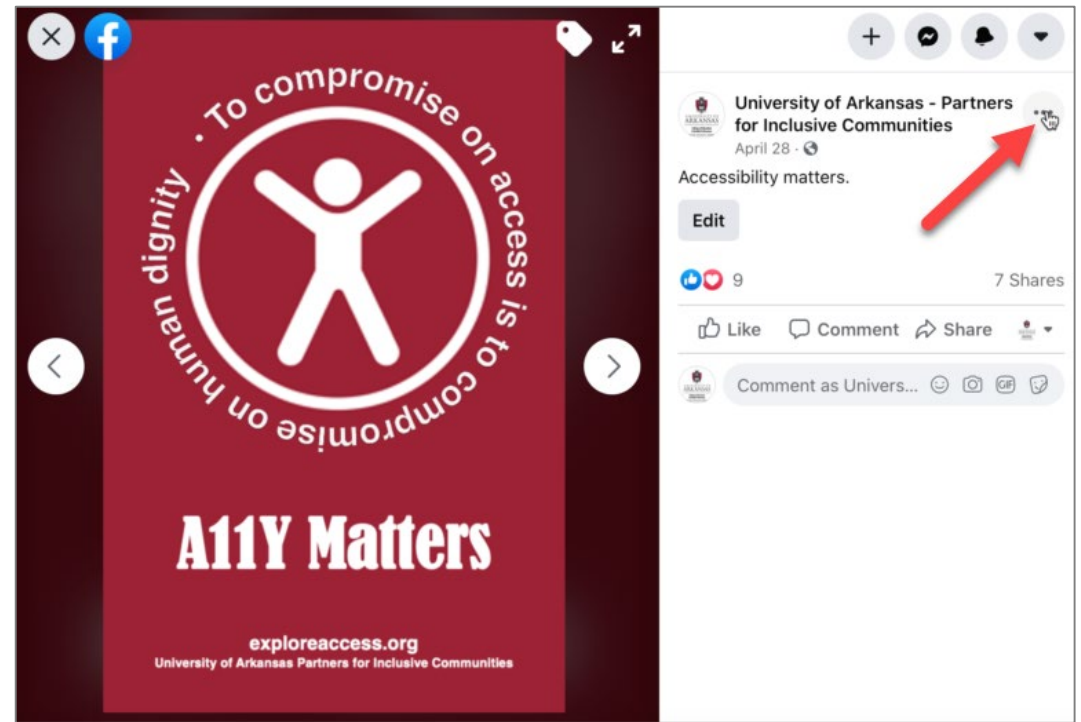 · To compromise on access is to compromise on human dignity
A11Y Matters
exploreaccess.org
University of Arkansas Partners for Inclusive Communities
University of Arkansas - Partners
for Inclusive Communities
April 28 ·
Accessibility matters.
Edit
9
7 Shares
Like
Comment
Share
Comment as Univers...
GIF